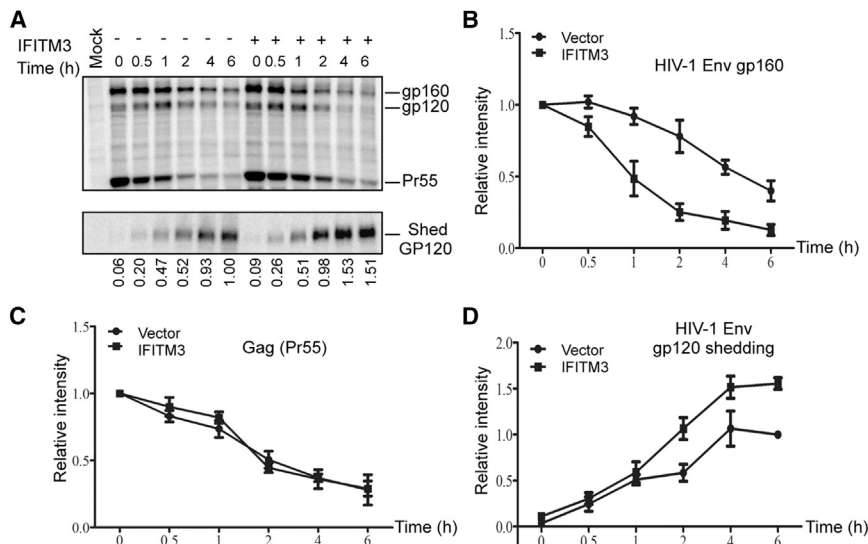 A
IFITM3 - - - - - - + + + + + +
Mock
Time (h) 0 0.5 1 2 4 6 0 0.5 1 2 4 6
gp160
gp120
Pr55
Shed
GP120
0.06 0.20 0.47 0.52 0.93 1.00 0.09 0.26 0.51 0.98 1.53 1.51
B
Vector
IFITM3
HIV-1 Env gp160
Relative intensity
1.5
1.0
0.5
0.0
0 0.5 1 2 4 6
Time (h)
C
Vector
IFITM3
Gag (Pr55)
Relative intensity
1.5
1.0
0.5
0.0
0 0.5 1 2 4 6
Time (h)
D
Vector
IFITM3
HIV-1 Env
gp120 shedding
Relative intensity
2.0
1.5
1.0
0.5
0.0
0 0.5 1 2 4 6
Time (h)